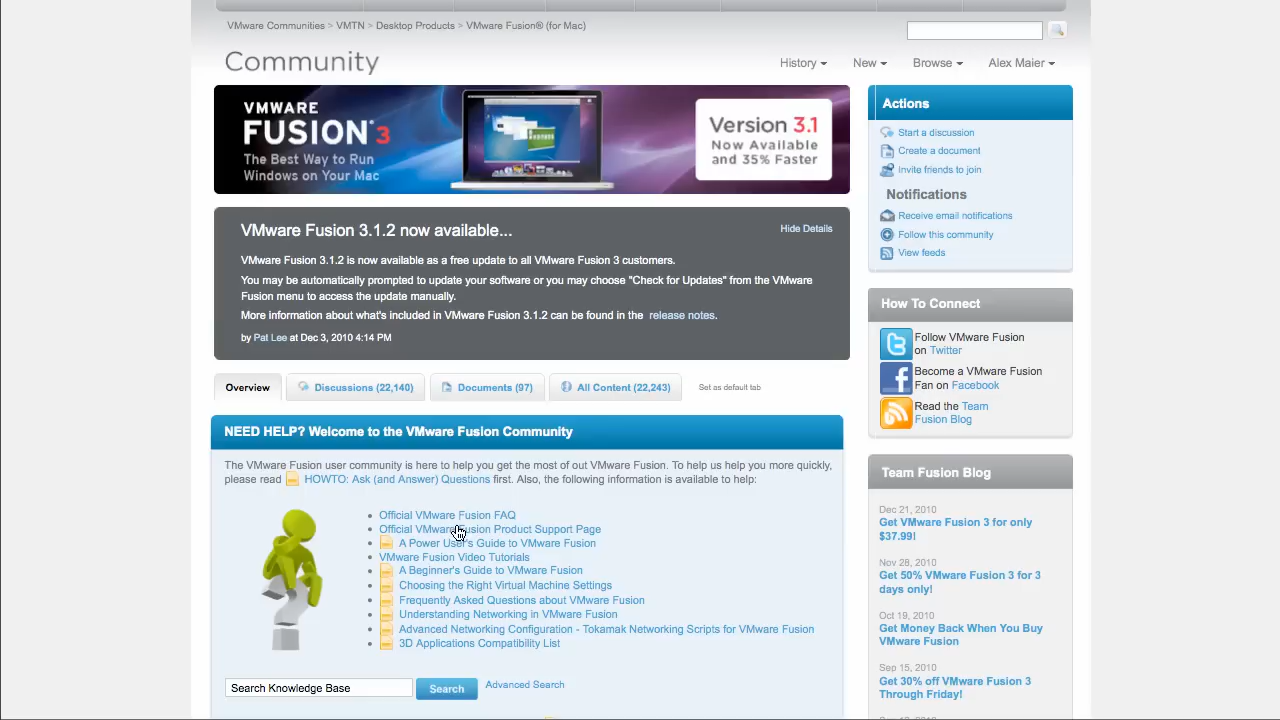 VMware Communities > VMTN > Desktop Products > VMware Fusion® (for Mac)
Community
History
New
Browse
Alex Maier
VMWARE
FUSION® 3
The Best Way to Run
Windows on Your Mac
Version 3.1
Now Available
and 35% Faster
VMware Fusion 3.1.2 now available...
Hide Details
VMware Fusion 3.1.2 is now available as a free update to all VMware Fusion 3 customers.
You may be automatically prompted to update your software or you may choose "Check for Updates" from the VMware
Fusion menu to access the update manually.
More information about what's included in VMware Fusion 3.1.2 can be found in the release notes.
by Pat Lee at Dec 3, 2010 4:14 PM
Overview
Discussions (22,140)
Documents (97)
All Content (22,243)
Set as default tab
NEED HELP? Welcome to the VMware Fusion Community
The VMware Fusion user community is here to help you get the most of out VMware Fusion. To help us help you more quickly,
please read HOWTO: Ask (and Answer) Questions first. Also, the following information is available to help:
Official VMware Fusion FAQ
Official VMware Fusion Product Support Page
A Power User's Guide to VMware Fusion
VMware Fusion Video Tutorials
A Beginner's Guide to VMware Fusion
Choosing the Right Virtual Machine Settings
Frequently Asked Questions about VMware Fusion
Understanding Networking in VMware Fusion
Advanced Networking Configuration - Tokamak Networking Scripts for VMware Fusion
3D Applications Compatibility List
Search Knowledge Base
Search
Advanced Search
Actions
Start a discussion
Create a document
Invite friends to join
Notifications
Receive email notifications
Follow this community
View feeds
How To Connect
Follow VMware Fusion
on Twitter
Become a VMware Fusion
Fan on Facebook
Read the Team
Fusion Blog
Team Fusion Blog
Dec 21, 2010
Get VMware Fusion 3 for only
$37.99!
Nov 28, 2010
Get 50% VMware Fusion 3 for 3
days only!
Oct 19, 2010
Get Money Back When You Buy
VMware Fusion
Sep 15, 2010
Get 30% off VMware Fusion 3
Through Friday!